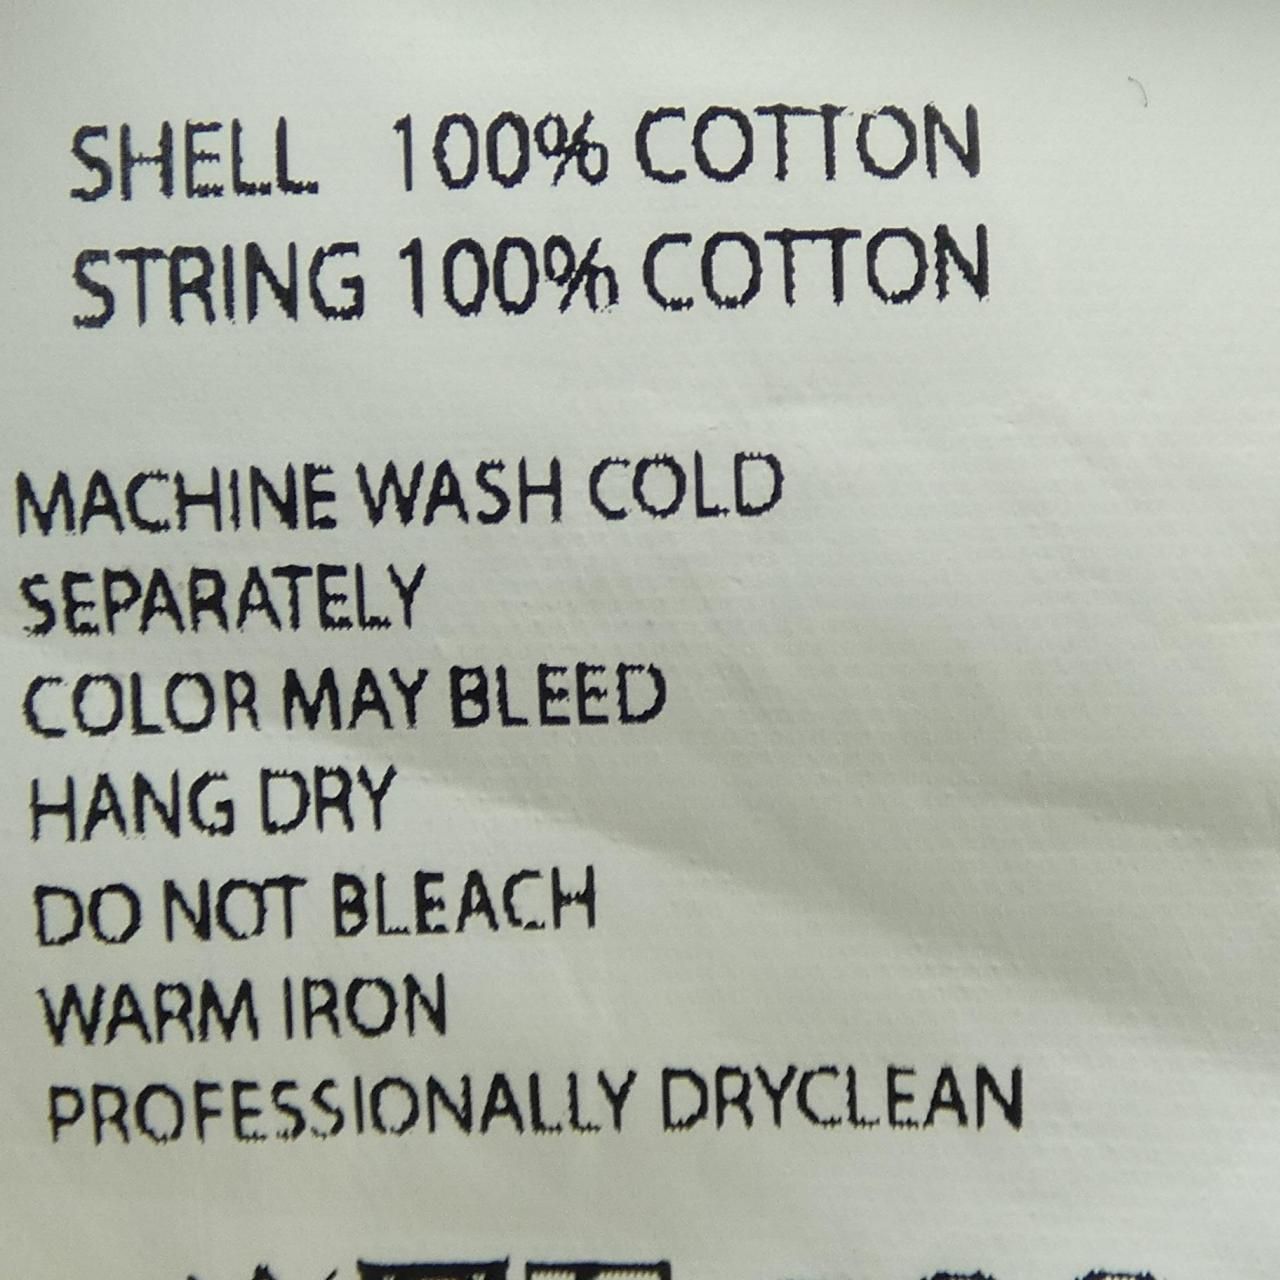 SHELL 100% COTTON
STRING 100% COTTON
MACHINE WASH COLD
SEPARATELY
COLOR MAY BLEED
HANG DRY
DO NOT BLEACH
WARM IRON
PROFESSIONALLY DRYCLEAN